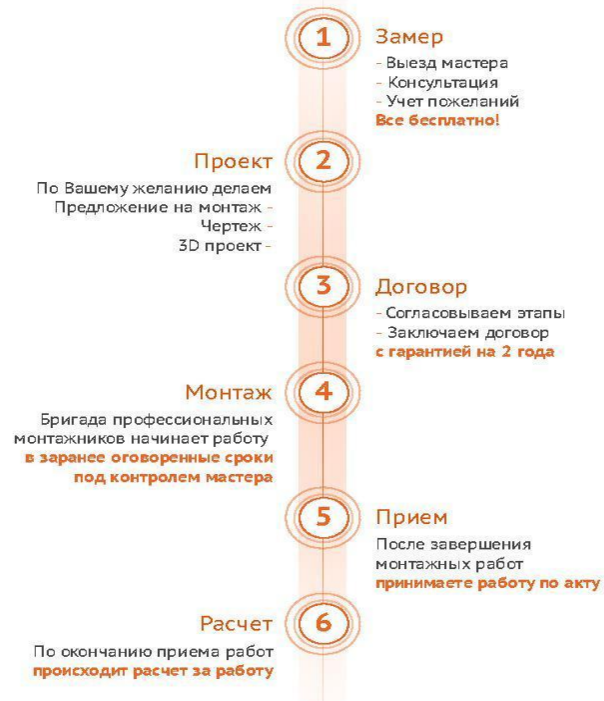 1
Замер
- Выезд мастера
- Консультация
- Учет пожеланий
Все бесплатно!
2
Проект
По Вашему желанию делаем
Предложение на монтаж -
Чертеж -
3D проект -
3
Договор
- Согласовываем этапы
- Заключаем договор
с гарантией на 2 года
4
Монтаж
Бригада профессиональных
монтажников начинает работу
в заранее оговоренные сроки
под контролем мастера
5
Прием
После завершения
монтажных работ
принимаете работу по акту
6
Расчет
По окончанию приема работ
происходит расчет за работу